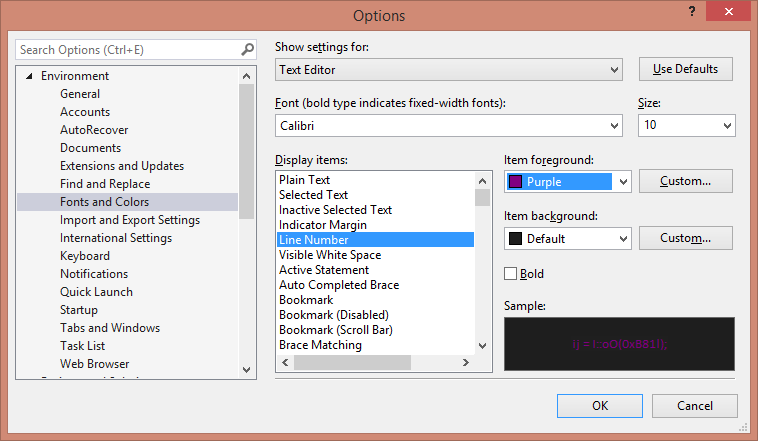 Options
?
Search Options (Ctrl+E)
Environment
General
Accounts
AutoRecover
Documents
Extensions and Updates
Find and Replace
Fonts and Colors
Import and Export Settings
International Settings
Keyboard
Notifications
Quick Launch
Startup
Tabs and Windows
Task List
Web Browser
Show settings for:
Text Editor
Use Defaults
Font (bold type indicates fixed-width fonts):
Size:
Calibri
10
Display items:
Plain Text
Selected Text
Inactive Selected Text
Indicator Margin
Line Number
Visible White Space
Active Statement
Auto Completed Brace
Bookmark
Bookmark (Disabled)
Bookmark (Scroll Bar)
Brace Matching
Item foreground:
Purple
Custom...
Item background:
Default
Custom...
Bold
Sample:
OK
Cancel